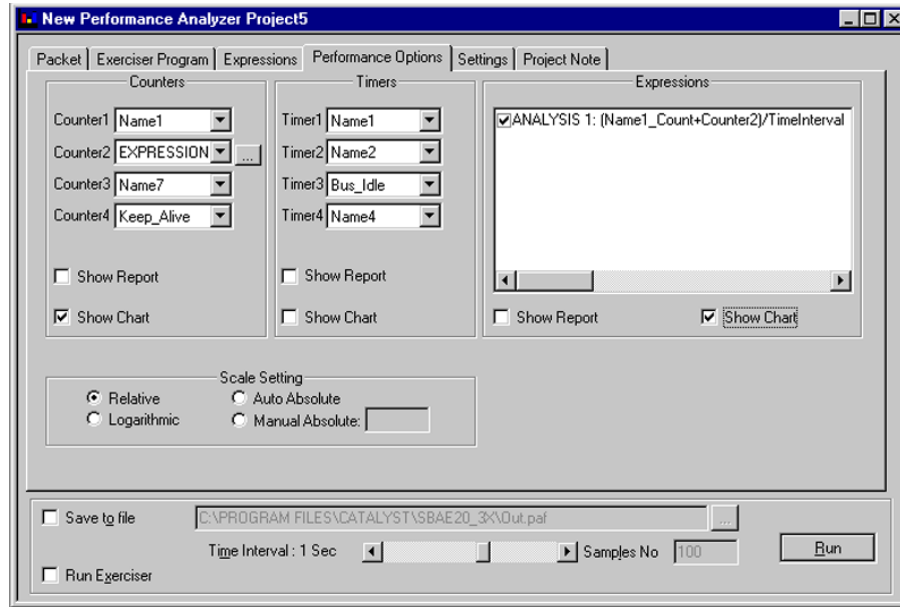 New Performance Analyzer Project5
Packet Exerciser Program Expressions Performance Options Settings Project Note
Counters
Counter1 Name1
Counter2 EXPRESSION ...
Counter3 Name7
Counter4 Keep_Alive
Show Report
Show Chart
Timers
Timer1 Name1
Timer2 Name2
Timer3 Bus_Idle
Timer4 Name4
Show Report
Show Chart
Expressions
ANALYSIS 1: (Name1_Count+Counter2)/TimeInterval
Show Report Show Chart
Scale Setting
Relative Auto Absolute
Logarithmic Manual Absolute:
Save to file C:\PROGRAM FILES\CATALYST\SBAE20_3X\Out.paf ...
Time Interval : 1 Sec Samples No 100 Run
Run Exerciser